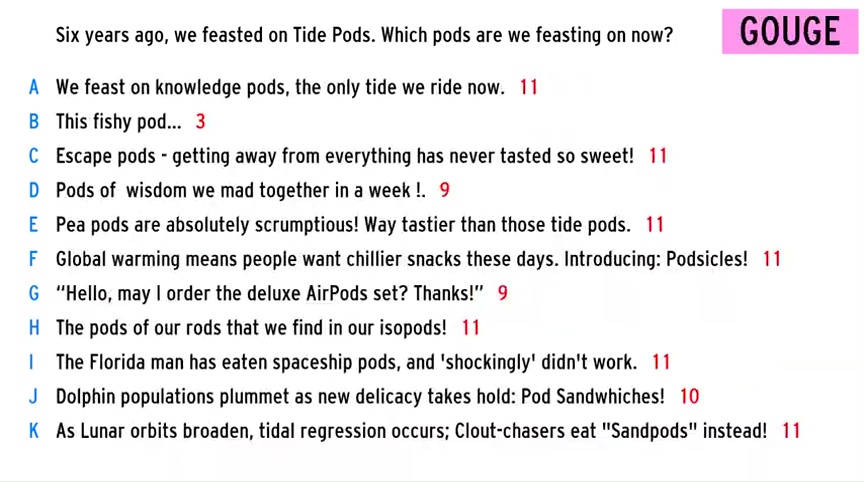 Six years ago, we feasted on Tide Pods. Which pods are we feasting on now?
GOUGE
A We feast on knowledge pods, the only tide we ride now. 11
B This fishy pod... 3
C Escape pods - getting away from everything has never tasted so sweet! 11
D Pods of wisdom we mad together in a week !. 9
E Pea pods are absolutely scrumptious! Way tastier than those tide pods. 11
F Global warming means people want chillier snacks these days. Introducing: Podsicles! 11
G “Hello, may I order the deluxe AirPods set? Thanks!” 9
H The pods of our rods that we find in our isopods! 11
I The Florida man has eaten spaceship pods, and 'shockingly' didn't work. 11
J Dolphin populations plummet as new delicacy takes hold: Pod Sandwhiches! 10
K As Lunar orbits broaden, tidal regression occurs; Clout-chasers eat "Sandpods" instead! 11